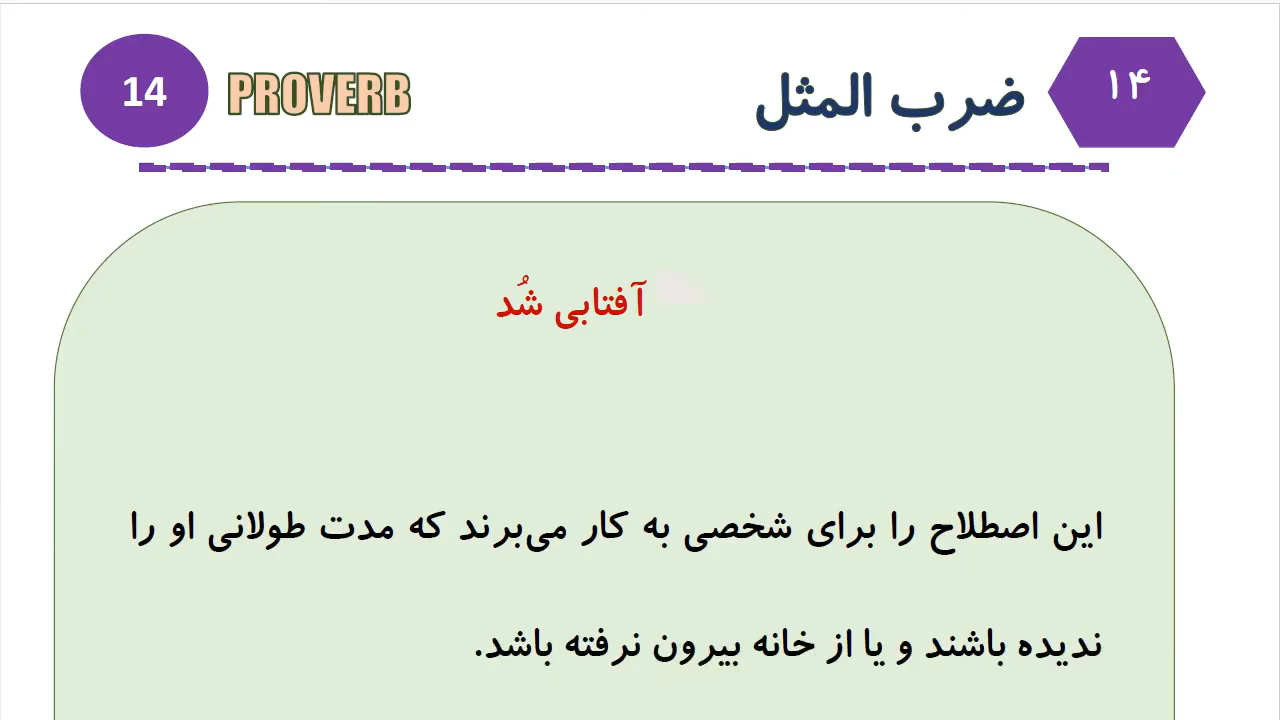 ۱۴
ضرب المثل
PROVERB
14
آفتابی شُد
این اصطلاح را برای شخصی به کار می‌برند که مدت طولانی او را
ندیده باشند و یا از خانه بیرون نرفته باشد.